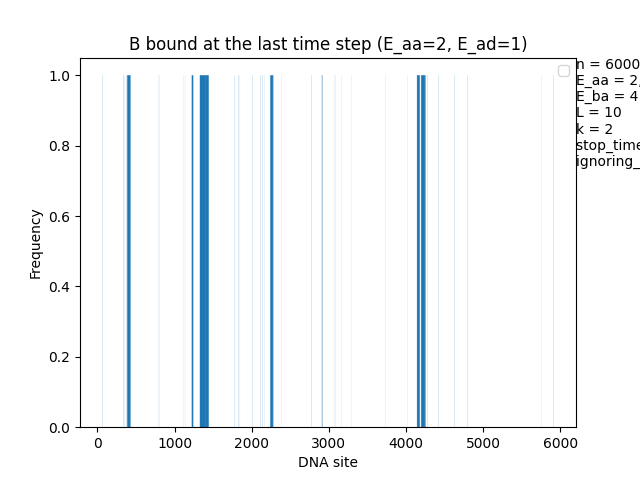 B bound at the last time step (E_aa=2, E_ad=1)
n = 6000
E_aa = 2,
E_ba = 4
L = 10
k = 2
stop_time
ignoring_
1.0
0.8
0.6
0.4
0.2
0.0
Frequency
0 1000 2000 3000 4000 5000 6000
DNA site